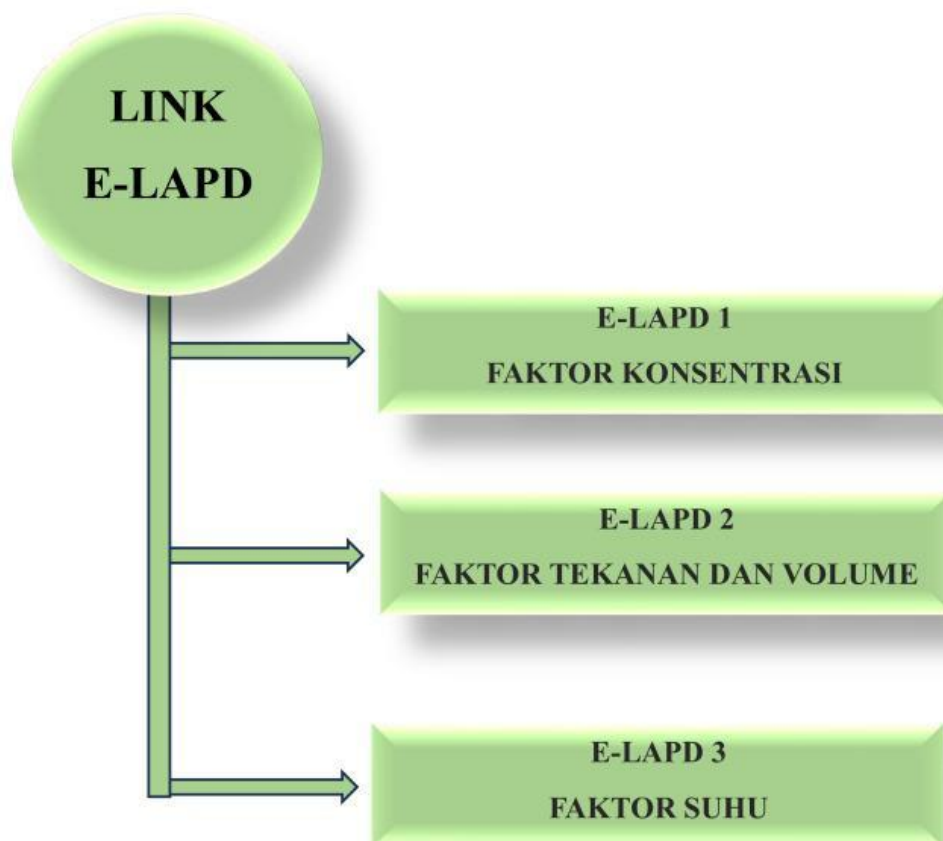 LINK
E-LAPD
E-LAPD 1
FAKTOR KONSENTRASI
E-LAPD 2
FAKTOR TEKANAN DAN VOLUME
E-LAPD 3
FAKTOR SUHU